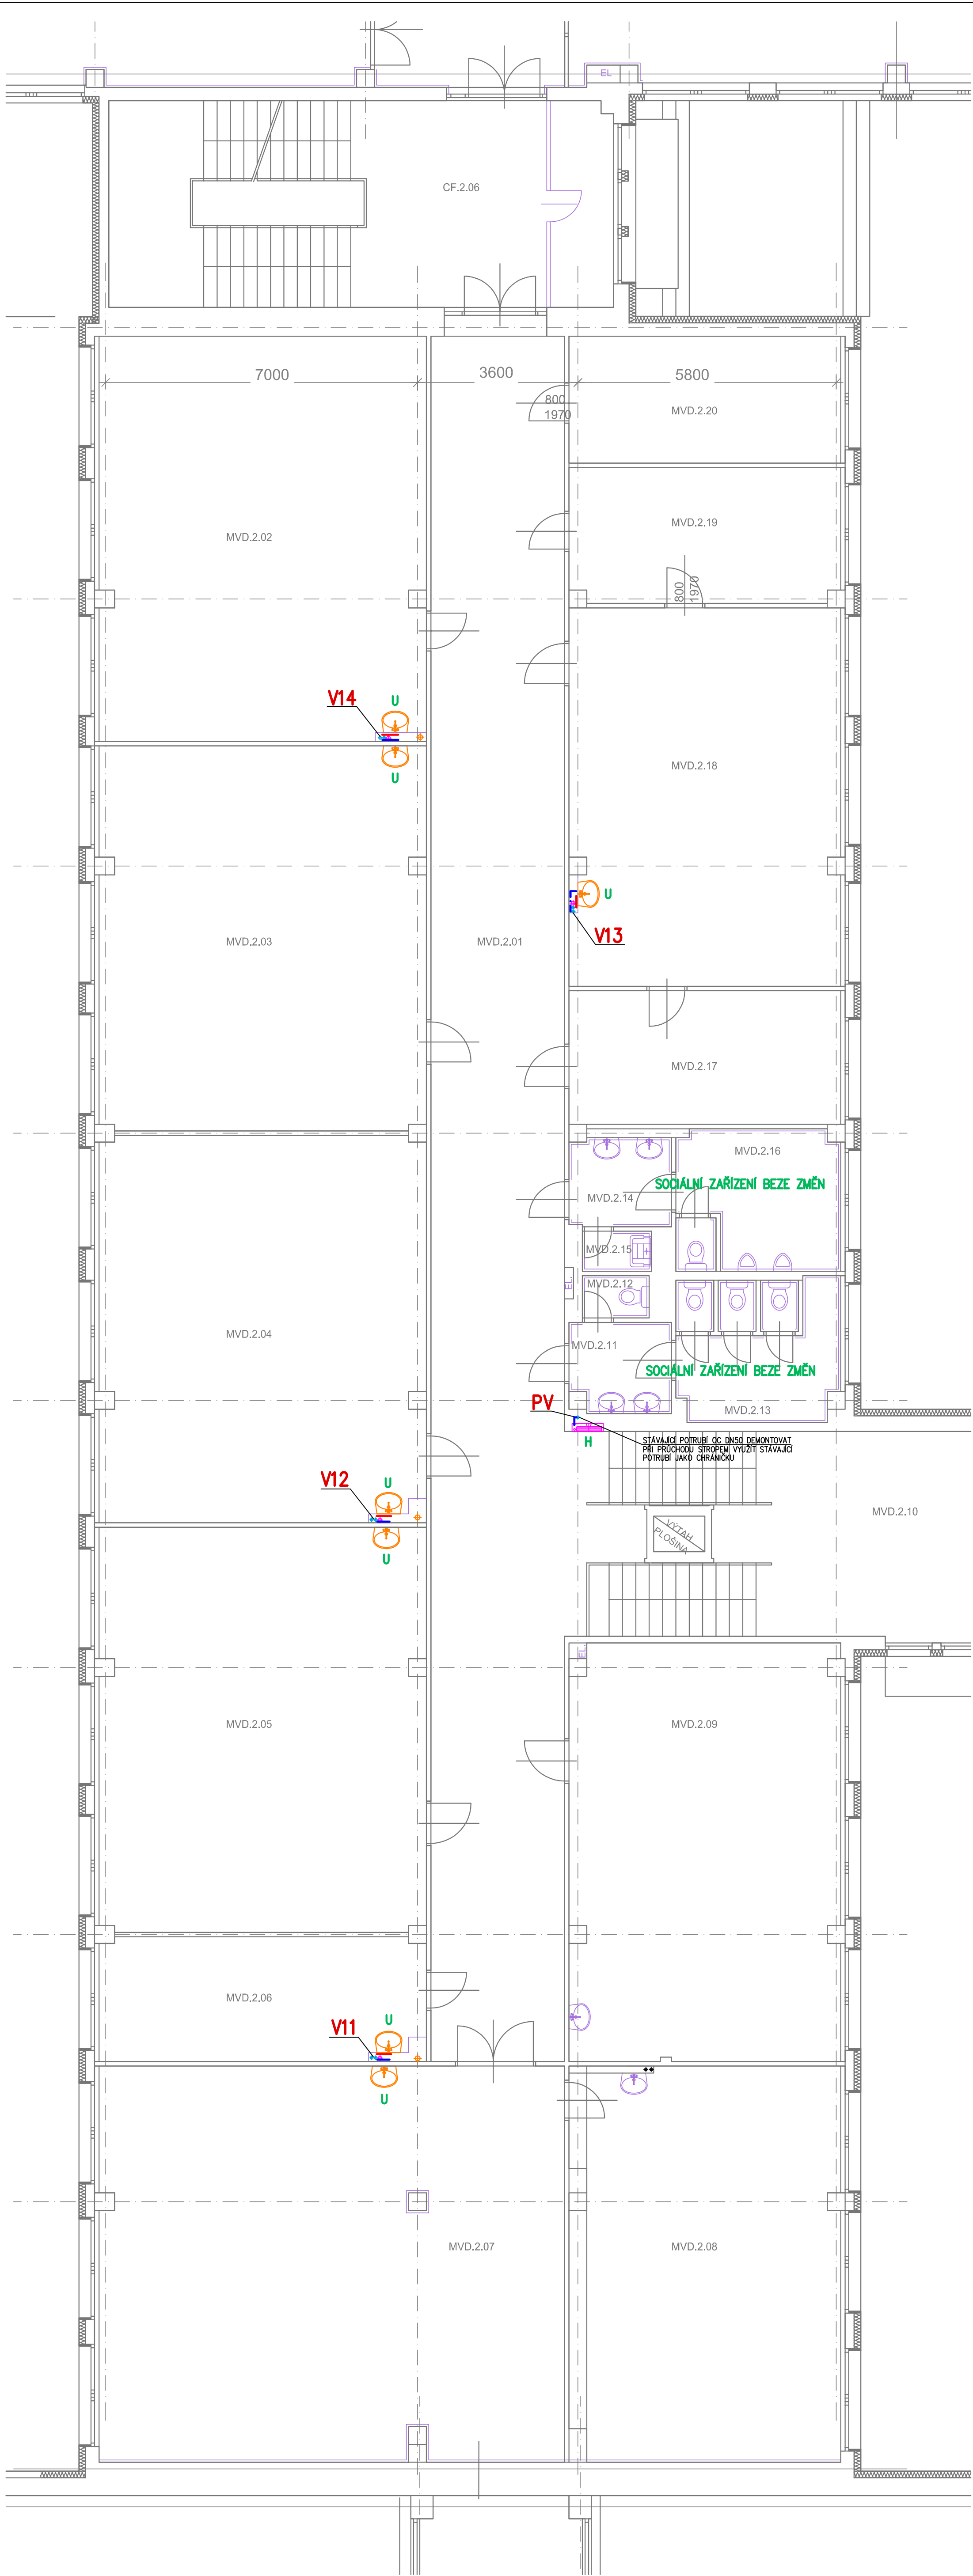 EL
CF.2.06
7000
3600
5800
800
1970
MVD.2.20
MVD.2.02
MVD.2.19
800
1970
V14
U
U
MVD.2.18
U
V13
MVD.2.03
MVD.2.01
MVD.2.17
MVD.2.16
SOCIÁLNÍ ZAŘÍZENÍ BEZE ZMĚN
MVD.2.14
MVD.2.15
MVD.2.12
EL.
MVD.2.04
MVD.2.11
SOCIÁLNÍ ZAŘÍZENÍ BEZE ZMĚN
MVD.2.13
PV
H
STÁVAJÍCÍ POTRUBÍ OC DN50 DEMONTOVAT
PŘI PRŮCHODU STROPEM VYUŽÍT STÁVAJÍCÍ
POTRUBÍ JAKO CHRÁNIČKU
V12
U
U
MVD.2.10
VÝTAH
PLOŠINA
EL.
MVD.2.05
MVD.2.09
MVD.2.06
V11
U
U
MVD.2.07
MVD.2.08